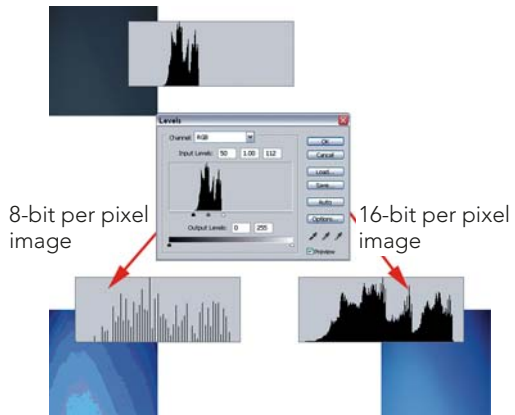 Levels
Channel: RGB
Input Levels: 50 1.00 112
OK
Cancel
Load...
Save...
Auto
Options...
Output Levels: 0 255
Preview
8-bit per pixel
image
16-bit per pixel
image